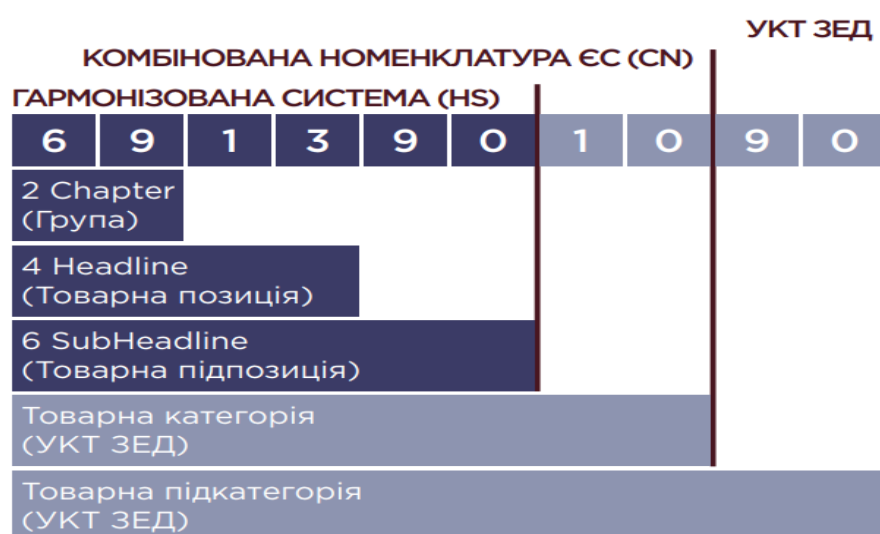 УКТ ЗЕД
КОМБІНОВАНА НОМЕНКЛАТУРА ЄС (CN)
ГАРМОНІЗОВАНА СИСТЕМА (HS)
6 9 1 3 9 0 1 0 9 0
2 Chapter
(Група)
4 Headline
(Товарна позиція)
6 SubHeadline
(Товарна підпозиція)
Товарна категорія
(УКТ ЗЕД)
Товарна підкатегорія
(УКТ ЗЕД)